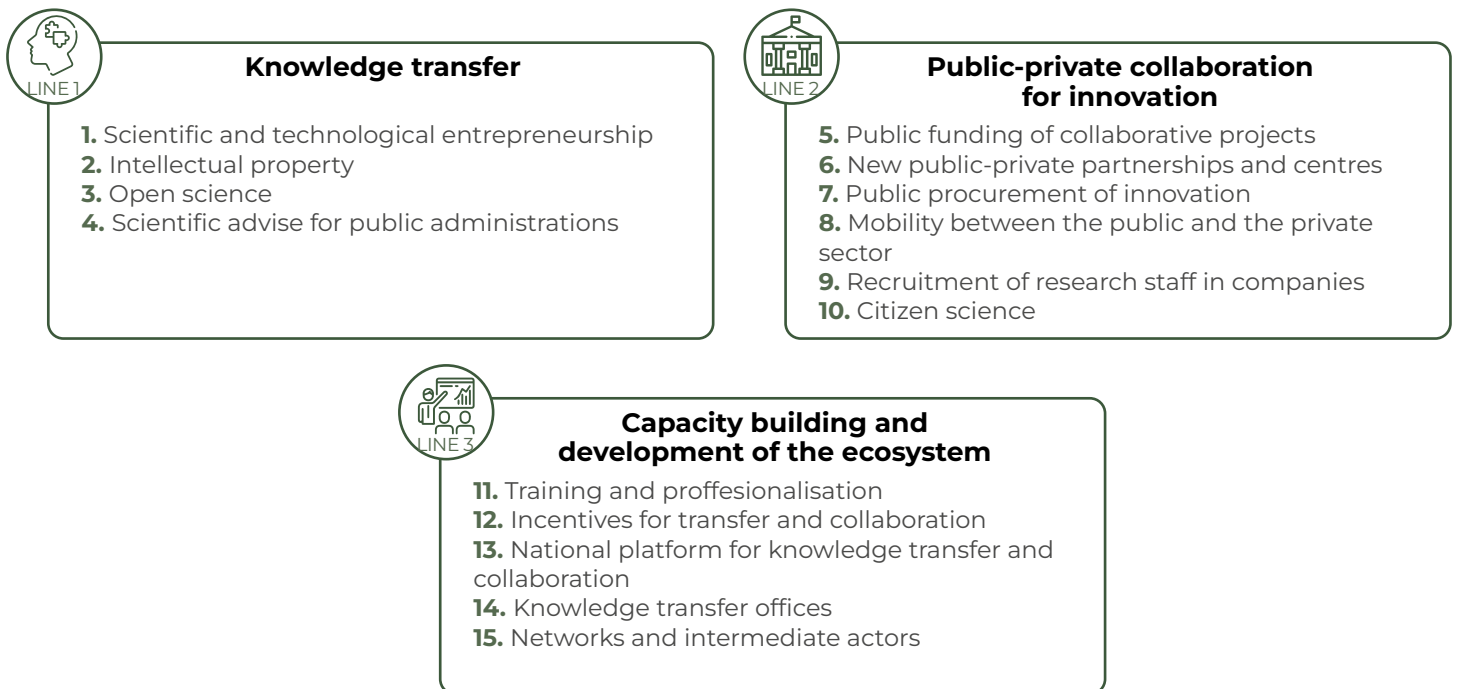 LINE 1
Knowledge transfer
1. Scientific and technological entrepreneurship
2. Intellectual property
3. Open science
4. Scientific advise for public administrations
LINE 2
Public-private collaboration
for innovation
5. Public funding of collaborative projects
6. New public-private partnerships and centres
7. Public procurement of innovation
8. Mobility between the public and the private
sector
9. Recruitment of research staff in companies
10. Citizen science
LINE 3
Capacity building and
development of the ecosystem
11. Training and proffesionalisation
12. Incentives for transfer and collaboration
13. National platform for knowledge transfer and
collaboration
14. Knowledge transfer offices
15. Networks and intermediate actors